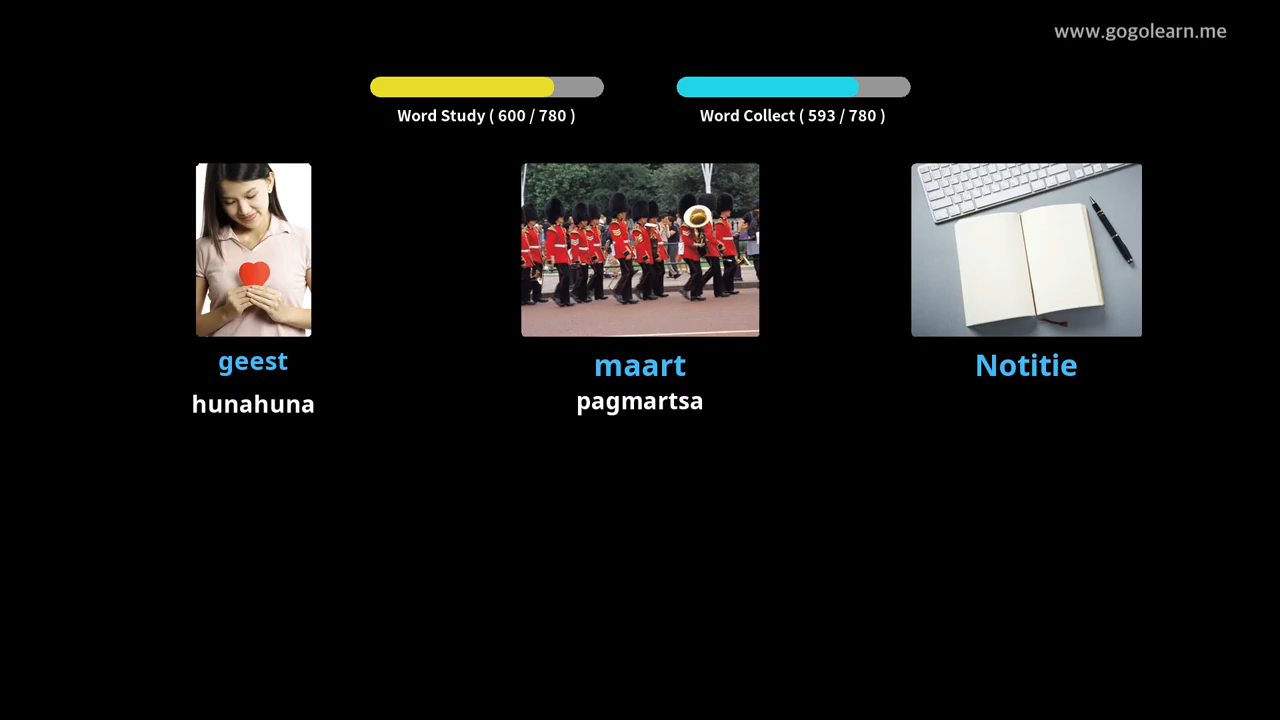 www.gogolearn.me
Word Study ( 600 / 780 )
Word Collect ( 593 / 780 )
geest
maart
Notitie
hunahuna
pagmartsa